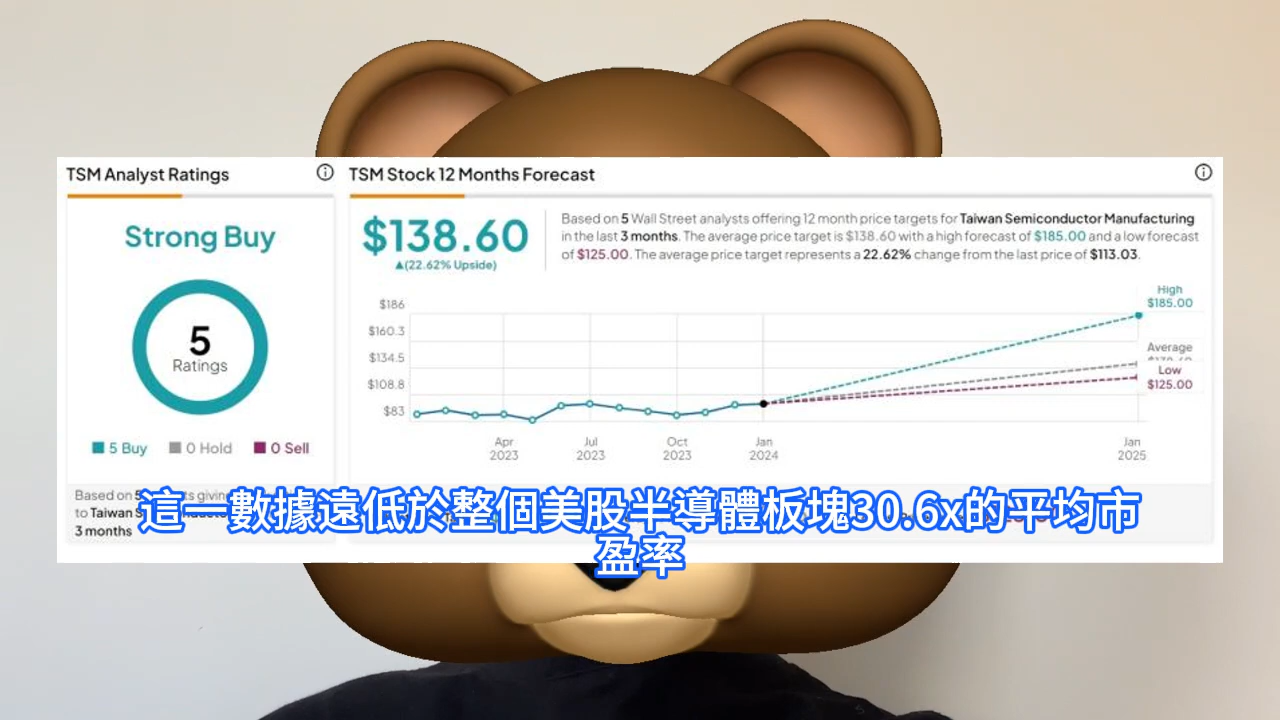 TSM Analyst Ratings
Strong Buy
5
Ratings
5 Buy
0 Hold
0 Sell
Based on
to Taiwan
3 months
TSM Stock 12 Months Forecast
$138.60
▲(22.62% Upside)
Based on 5 Wall Street analysts offering 12 month price targets for Taiwan Semiconductor Manufacturing
in the last 3 months. The average price target is $138.60 with a high forecast of $185.00 and a low forecast
of $125.00. The average price target represents a 22.62% change from the last price of $113.03.
$186
$160.3
$134.5
$108.8
$83
High
$185.00
Average
Low
$125.00
Apr
2023
Jul
2023
Oct
2023
Jan
2024
Jan
2025
這一數據遠低於整個美股半導體板塊30.6x的平均市
盈率